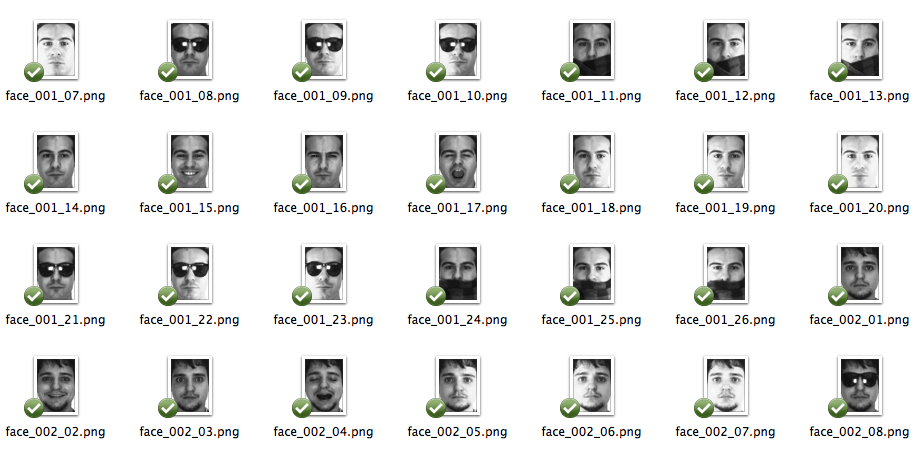 face_001_07.png face_001_08.png face_001_09.png face_001_10.png face_001_11.png face_001_12.png face_001_13.png
face_001_14.png face_001_15.png face_001_16.png face_001_17.png face_001_18.png face_001_19.png face_001_20.png
face_001_21.png face_001_22.png face_001_23.png face_001_24.png face_001_25.png face_001_26.png face_002_01.png
face_002_02.png face_002_03.png face_002_04.png face_002_05.png face_002_06.png face_002_07.png face_002_08.png